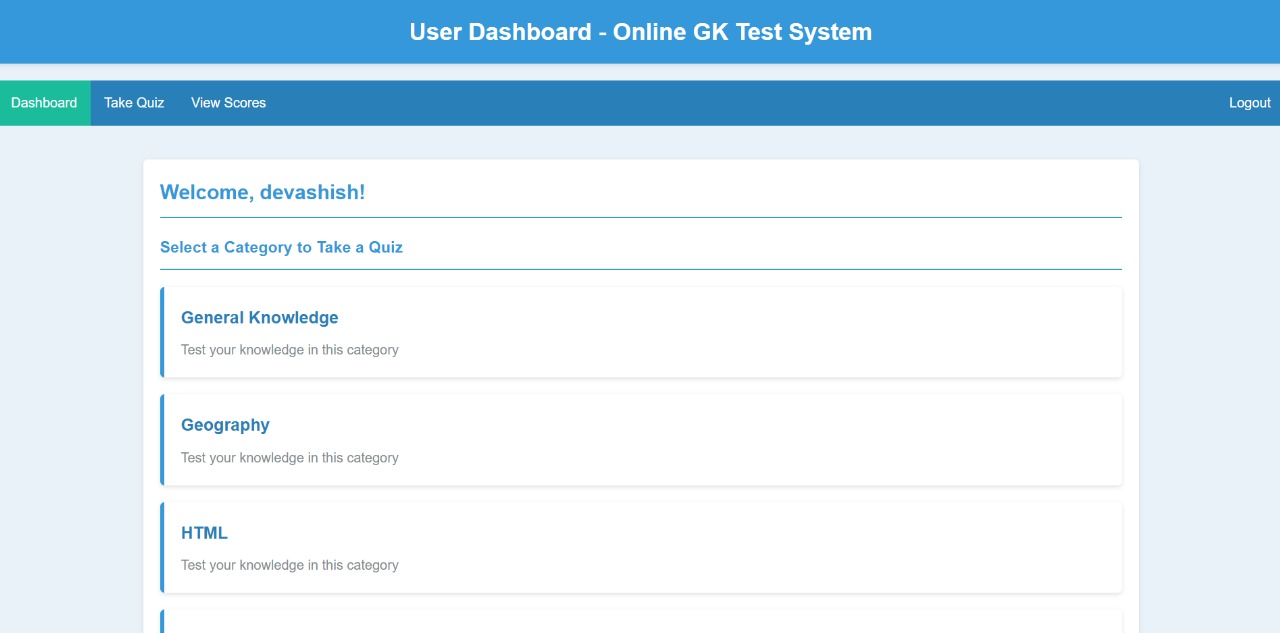 User Dashboard - Online GK Test System
Dashboard Take Quiz View Scores Logout
Welcome, devashish!
Select a Category to Take a Quiz
General Knowledge
Test your knowledge in this category
Geography
Test your knowledge in this category
HTML
Test your knowledge in this category